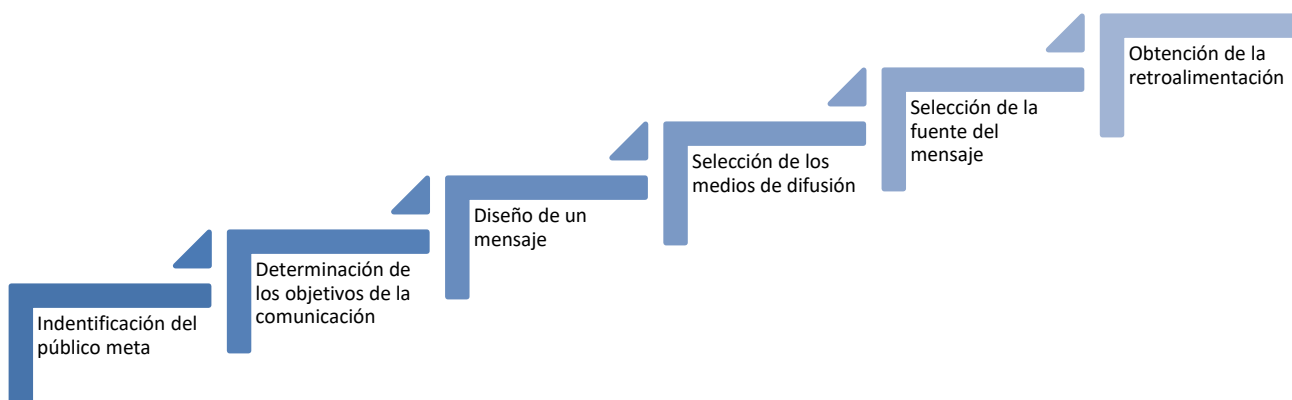 Indentificación del
público meta
Determinación de
los objetivos de la
comunicación
Diseño de un
mensaje
Selección de los
medios de difusión
Selección de la
fuente del
mensaje
Obtención de la
retroalimentación